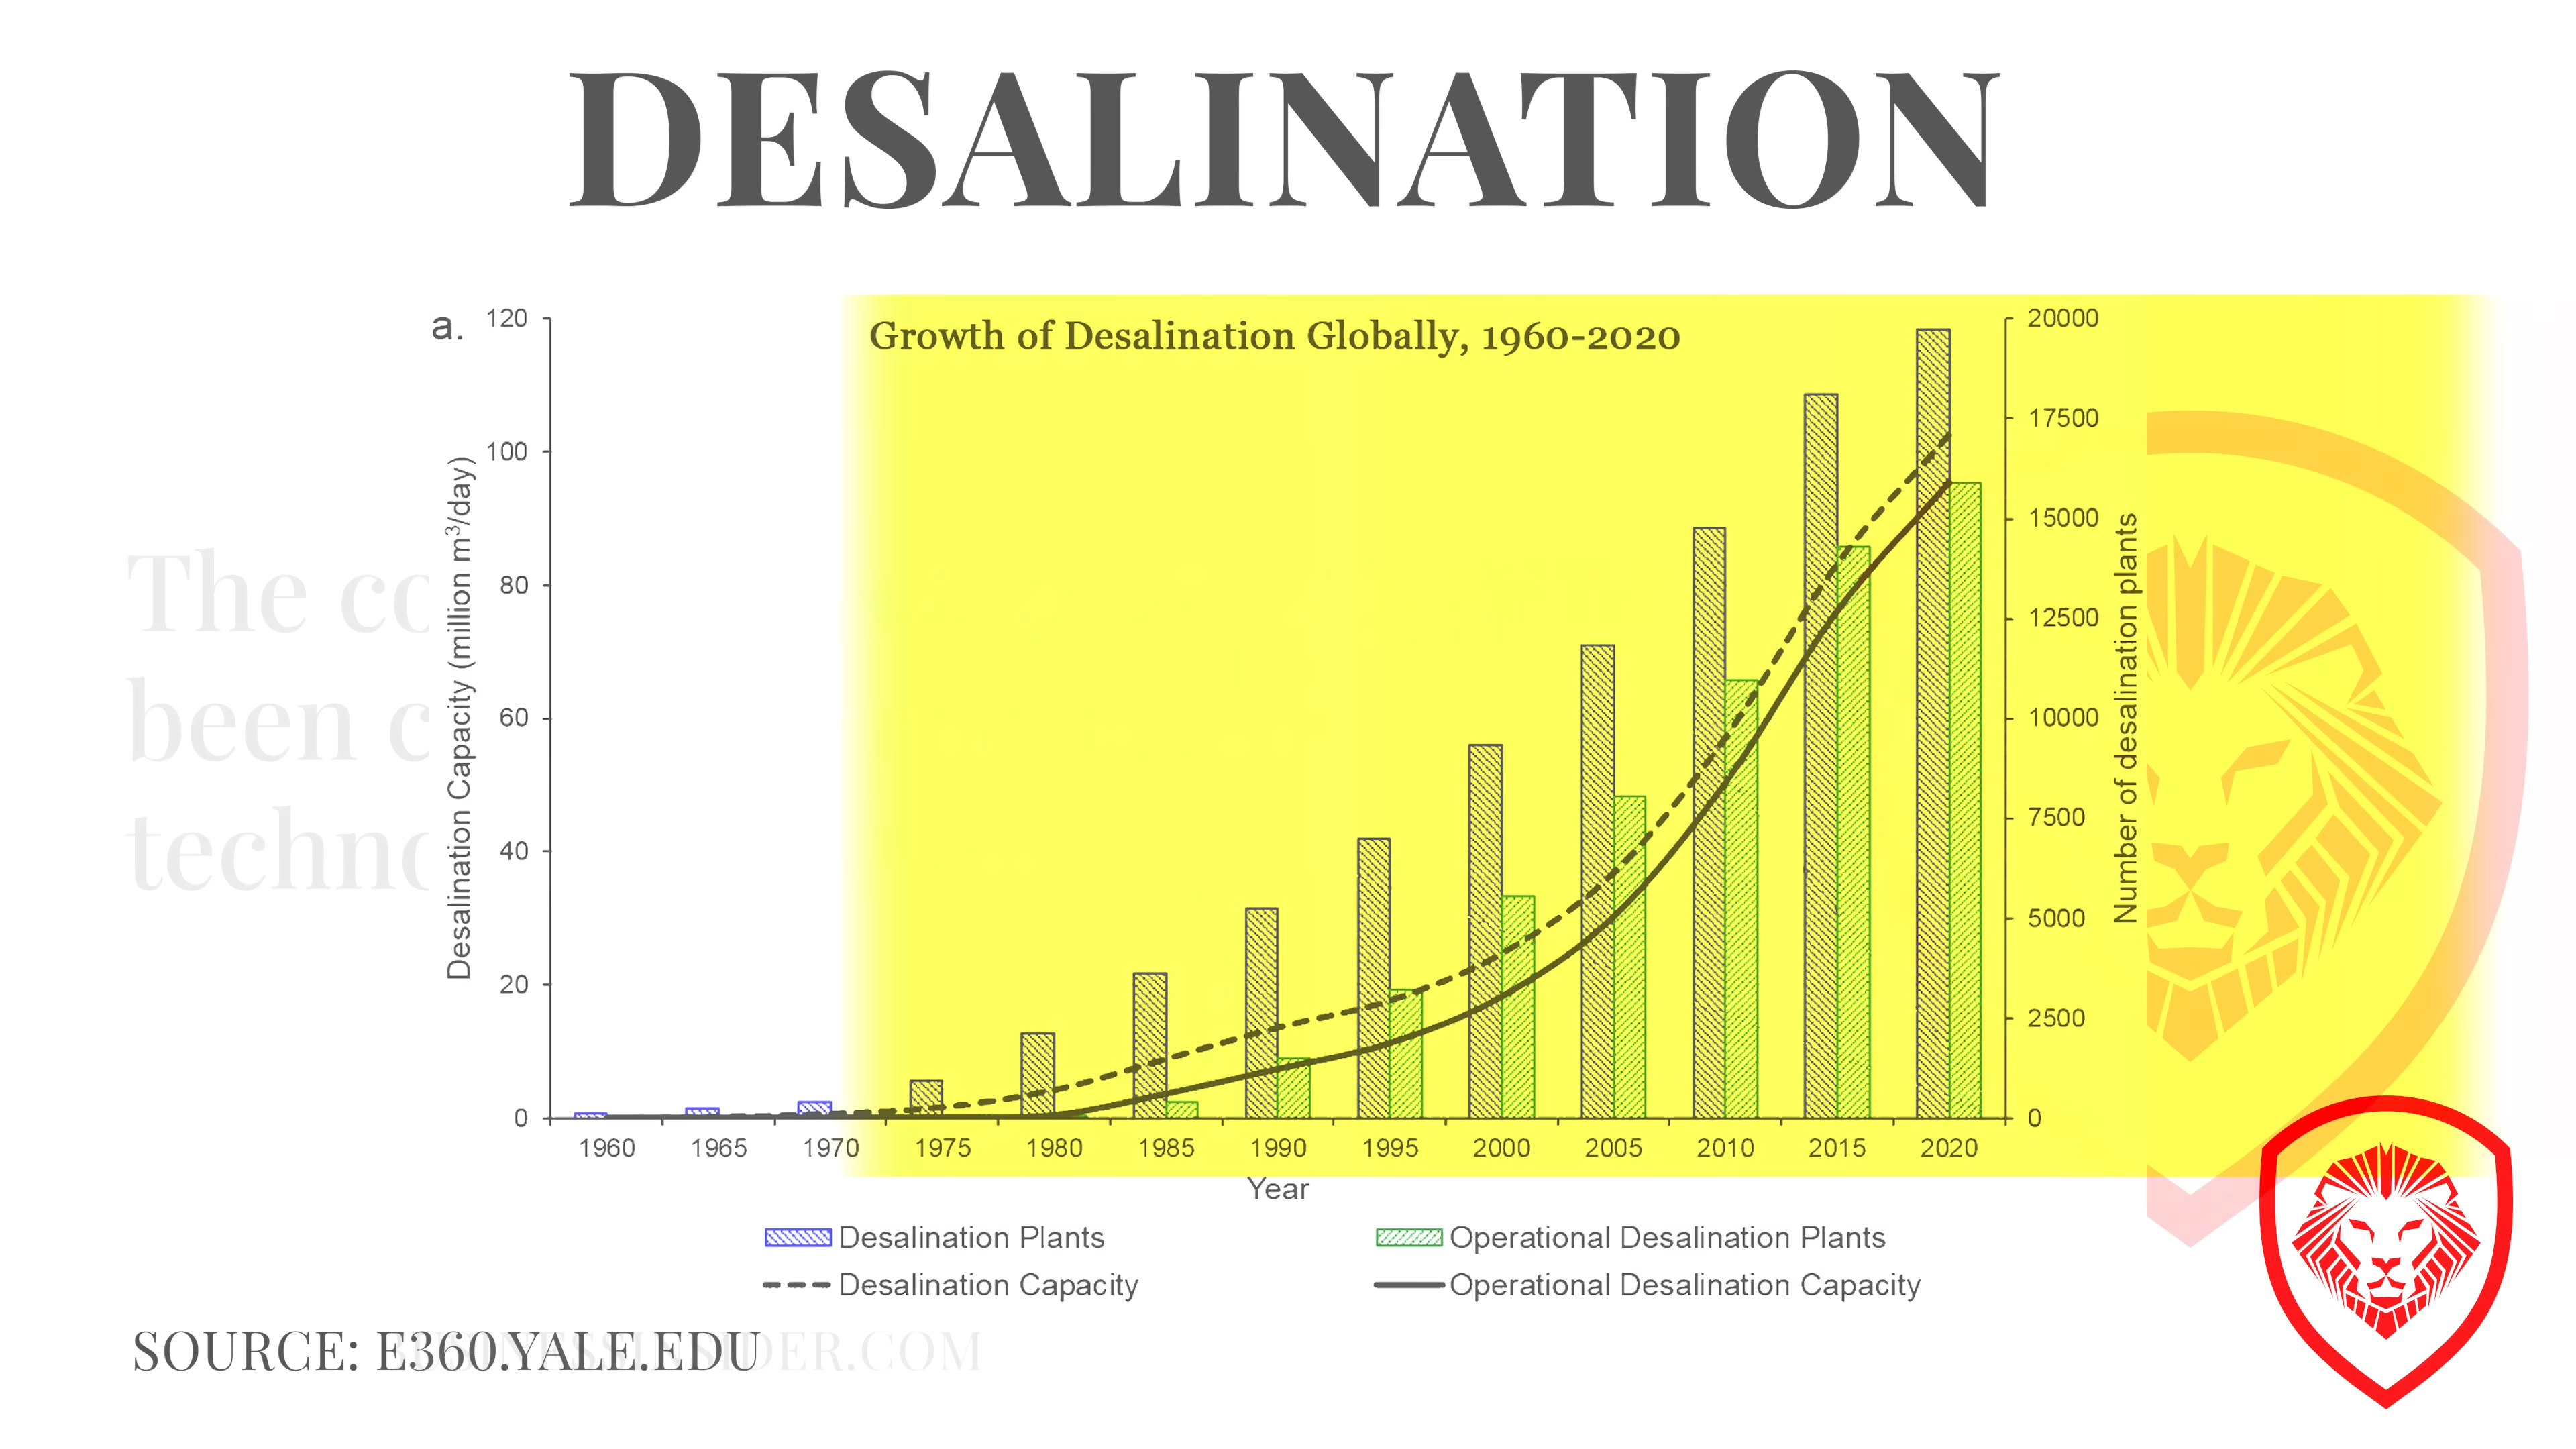 DESALINATION
a.
Growth of Desalination Globally, 1960-2020
120
100
80
60
40
20
0
Desalination Capacity (million m³/day)
20000
17500
15000
12500
10000
7500
5000
2500
0
Number of desalination plants
1960 1965 1970 1975 1980 1985 1990 1995 2000 2005 2010 2015 2020
Year
Desalination Plants
Operational Desalination Plants
Desalination Capacity
Operational Desalination Capacity
The
been
SOURCE: E360.YALE.EDU